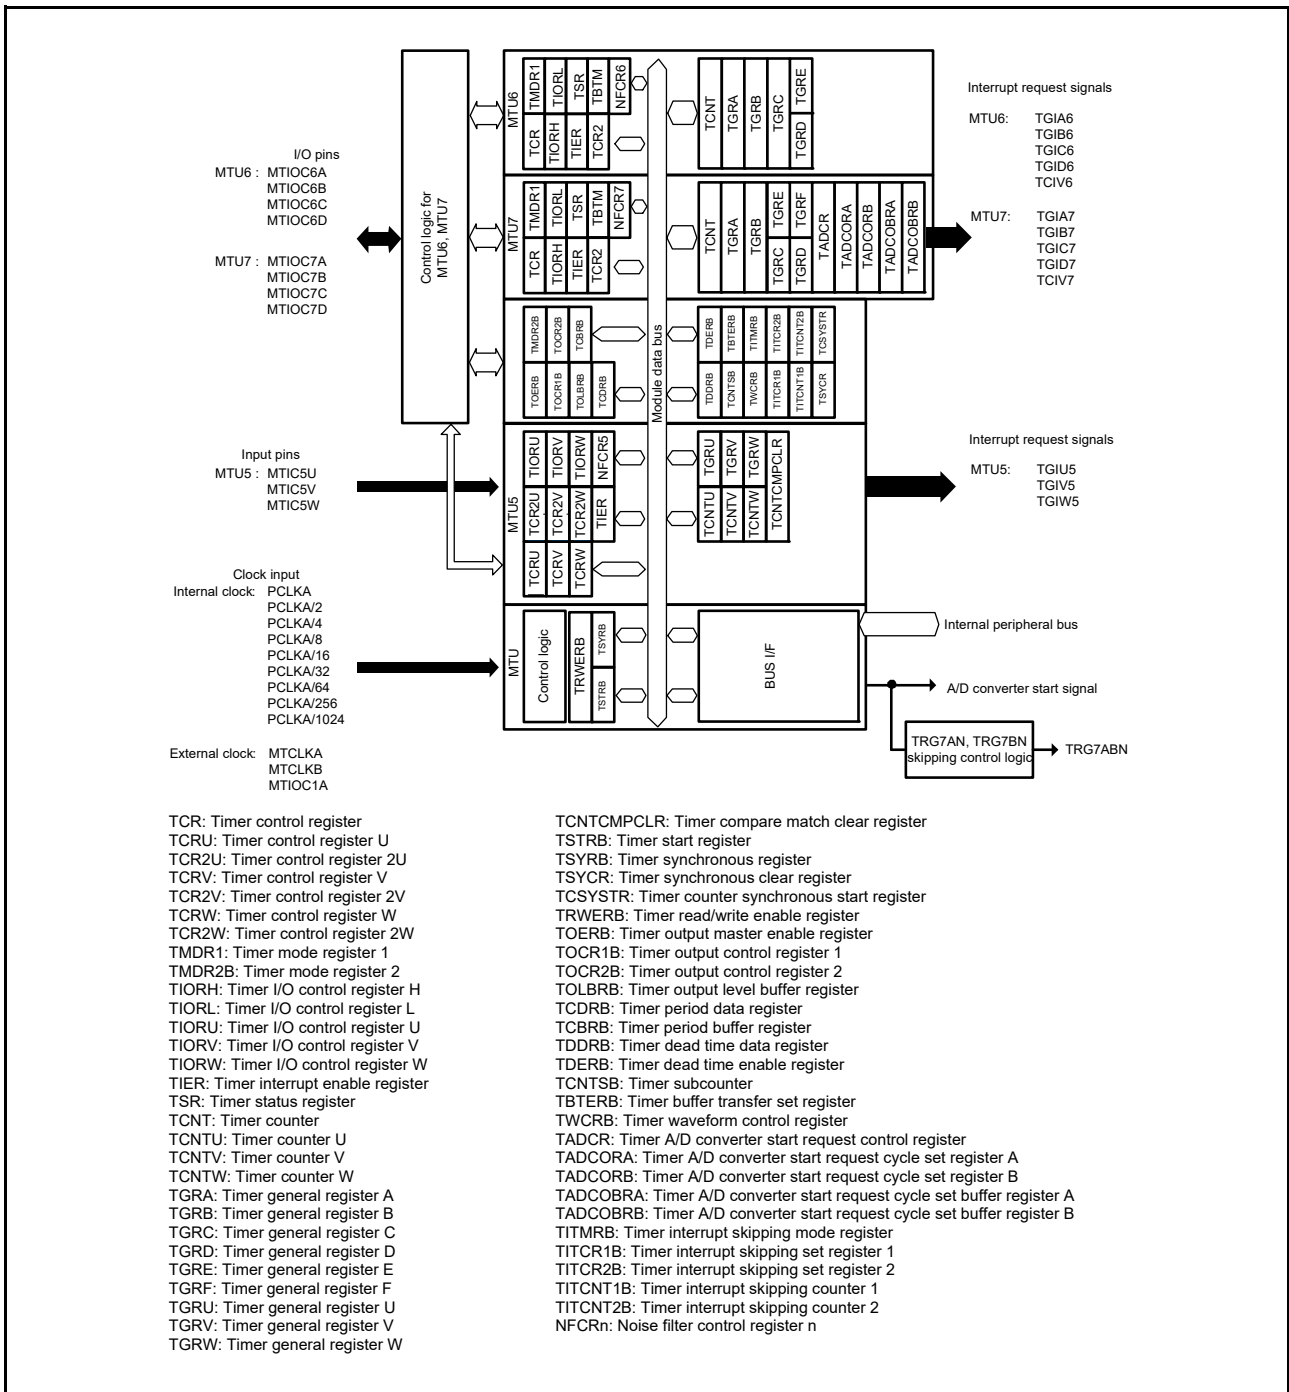 I/O pins
MTU6 : MTIOC6A
MTIOC6B
MTIOC6C
MTIOC6D
MTU7 : MTIOC7A
MTIOC7B
MTIOC7C
MTIOC7D
Input pins
MTU5 : MTIC5U
MTIC5V
MTIC5W
Clock input
Internal clock: PCLKA
PCLKA/2
PCLKA/4
PCLKA/8
PCLKA/16
PCLKA/32
PCLKA/64
PCLKA/256
PCLKA/1024
External clock: MTCLKA
MTCLKB
MTIOC1A
Control logic for
MTU6, MTU7
MTU6
TMDR1
TIORL
TSR
TBTM
NFCR6
TCR
TIORH
TIER
TCR2
TCNT
TGRA
TGRB
TGRC
TGRE
TGRD
MTU7
TMDR1
TIORL
TSR
TBTM
NFCR7
TCR
TIORH
TIER
TCR2
TCNT
TGRA
TGRB
TGRE
TGRC
TGRF
TGRD
TADCR
TADCORA
TADCORB
TADCOBRA
TADCOBRB
TMDR2B
TOCR2B
TCBRB
TOERB
TOCR1B
TOLBRB
TCDRB
Module data bus
TDERB
TBTERB
TITMRB
TITCR2B
TITCNT2B
TCSYSTR
TDDRB
TCNTSB
TWCRB
TITCR1B
TITCNT1B
TSYCR
MTU5
TIORU
TIORV
TIORW
NFCR5
TCR2U
TCR2V
TCR2W
TIER
TCRU
TCRV
TCRW
TGRU
TGRV
TGRW
TCNTU
TCNTV
TCNTW
TCNTCMPCLR
MTU
Control logic
TRWERB
TSYRB
TSTRB
BUS I/F
Interrupt request signals
MTU6: TGIA6
TGIB6
TGIC6
TGID6
TCIV6
MTU7: TGIA7
TGIB7
TGIC7
TGID7
TCIV7
Interrupt request signals
MTU5: TGIU5
TGIV5
TGIW5
Internal peripheral bus
A/D converter start signal
TRG7AN, TRG7BN
skipping control logic
TRG7ABN
TCR: Timer control register
TCRU: Timer control register U
TCR2U: Timer control register 2U
TCRV: Timer control register V
TCR2V: Timer control register 2V
TCRW: Timer control register W
TCR2W: Timer control register 2W
TMDR1: Timer mode register 1
TMDR2B: Timer mode register 2
TIORH: Timer I/O control register H
TIORL: Timer I/O control register L
TIORU: Timer I/O control register U
TIORV: Timer I/O control register V
TIORW: Timer I/O control register W
TIER: Timer interrupt enable register
TSR: Timer status register
TCNT: Timer counter
TCNTU: Timer counter U
TCNTV: Timer counter V
TCNTW: Timer counter W
TGRA: Timer general register A
TGRB: Timer general register B
TGRC: Timer general register C
TGRD: Timer general register D
TGRE: Timer general register E
TGRF: Timer general register F
TGRU: Timer general register U
TGRV: Timer general register V
TGRW: Timer general register W
TCNTCMPCLR: Timer compare match clear register
TSTRB: Timer start register
TSYRB: Timer synchronous register
TSYCR: Timer synchronous clear register
TCSYSTR: Timer counter synchronous start register
TRWERB: Timer read/write enable register
TOERB: Timer output master enable register
TOCR1B: Timer output control register 1
TOCR2B: Timer output control register 2
TOLBRB: Timer output level buffer register
TCDRB: Timer period data register
TCBRB: Timer period buffer register
TDDRB: Timer dead time data register
TDERB: Timer dead time enable register
TCNTSB: Timer subcounter
TBTERB: Timer buffer transfer set register
TWCRB: Timer waveform control register
TADCR: Timer A/D converter start request control register
TADCORA: Timer A/D converter start request cycle set register A
TADCORB: Timer A/D converter start request cycle set register B
TADCOBRA: Timer A/D converter start request cycle set buffer register A
TADCOBRB: Timer A/D converter start request cycle set buffer register B
TITMRB: Timer interrupt skipping mode register
TITCR1B: Timer interrupt skipping set register 1
TITCR2B: Timer interrupt skipping set register 2
TITCNT1B: Timer interrupt skipping counter 1
TITCNT2B: Timer interrupt skipping counter 2
NFCRn: Noise filter control register n